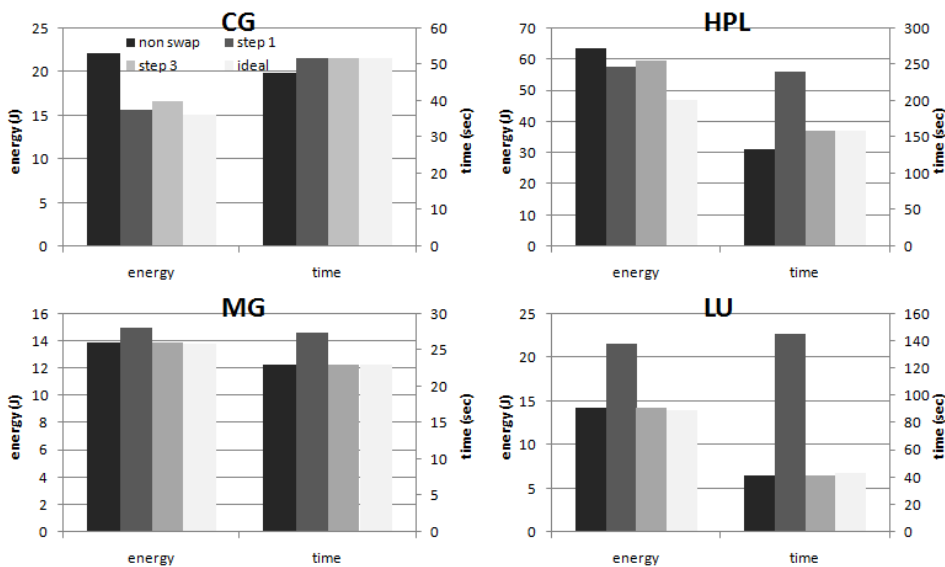 CG
non swap
step 1
step 3
ideal
25
20
15
10
5
0
energy (J)
60
50
40
30
20
10
0
time (sec)
energy
time
HPL
70
60
50
40
30
20
10
0
energy (J)
300
250
200
150
100
50
0
time (sec)
energy
time
MG
16
14
12
10
8
6
4
2
0
energy (J)
30
25
20
15
10
5
0
time (sec)
energy
time
LU
25
20
15
10
5
0
energy (J)
160
140
120
100
80
60
40
20
0
time (sec)
energy
time